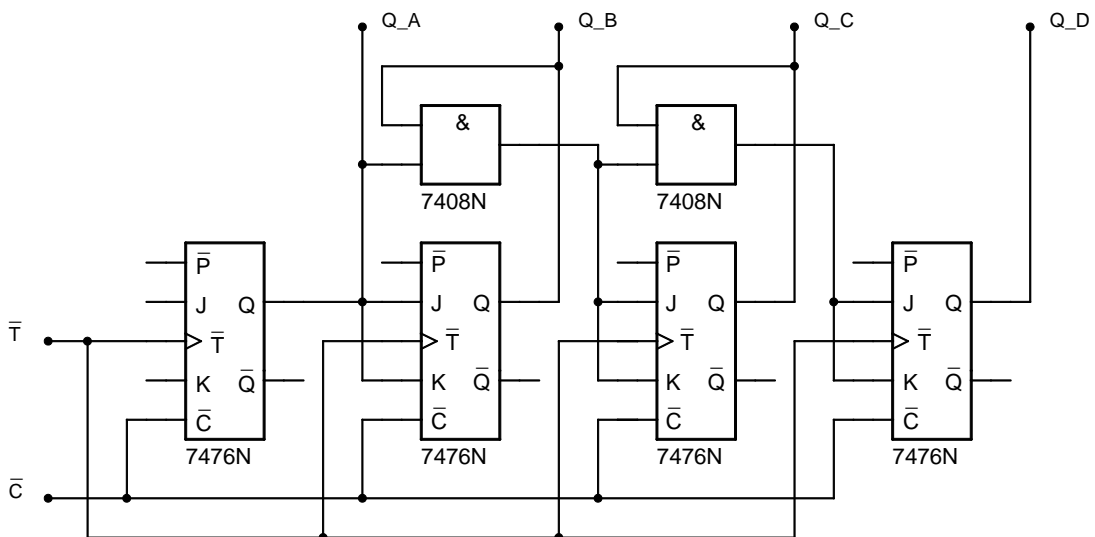 Q_A Q_B Q_C Q_D
& &
7408N 7408N
P̅ P̅ P̅ P̅
J Q J Q J Q J Q
T̅ T̅ T̅ T̅ T̅
K Q̅ K Q̅ K Q̅ K Q̅
C̅ C̅ C̅ C̅
7476N 7476N 7476N 7476N
C̅